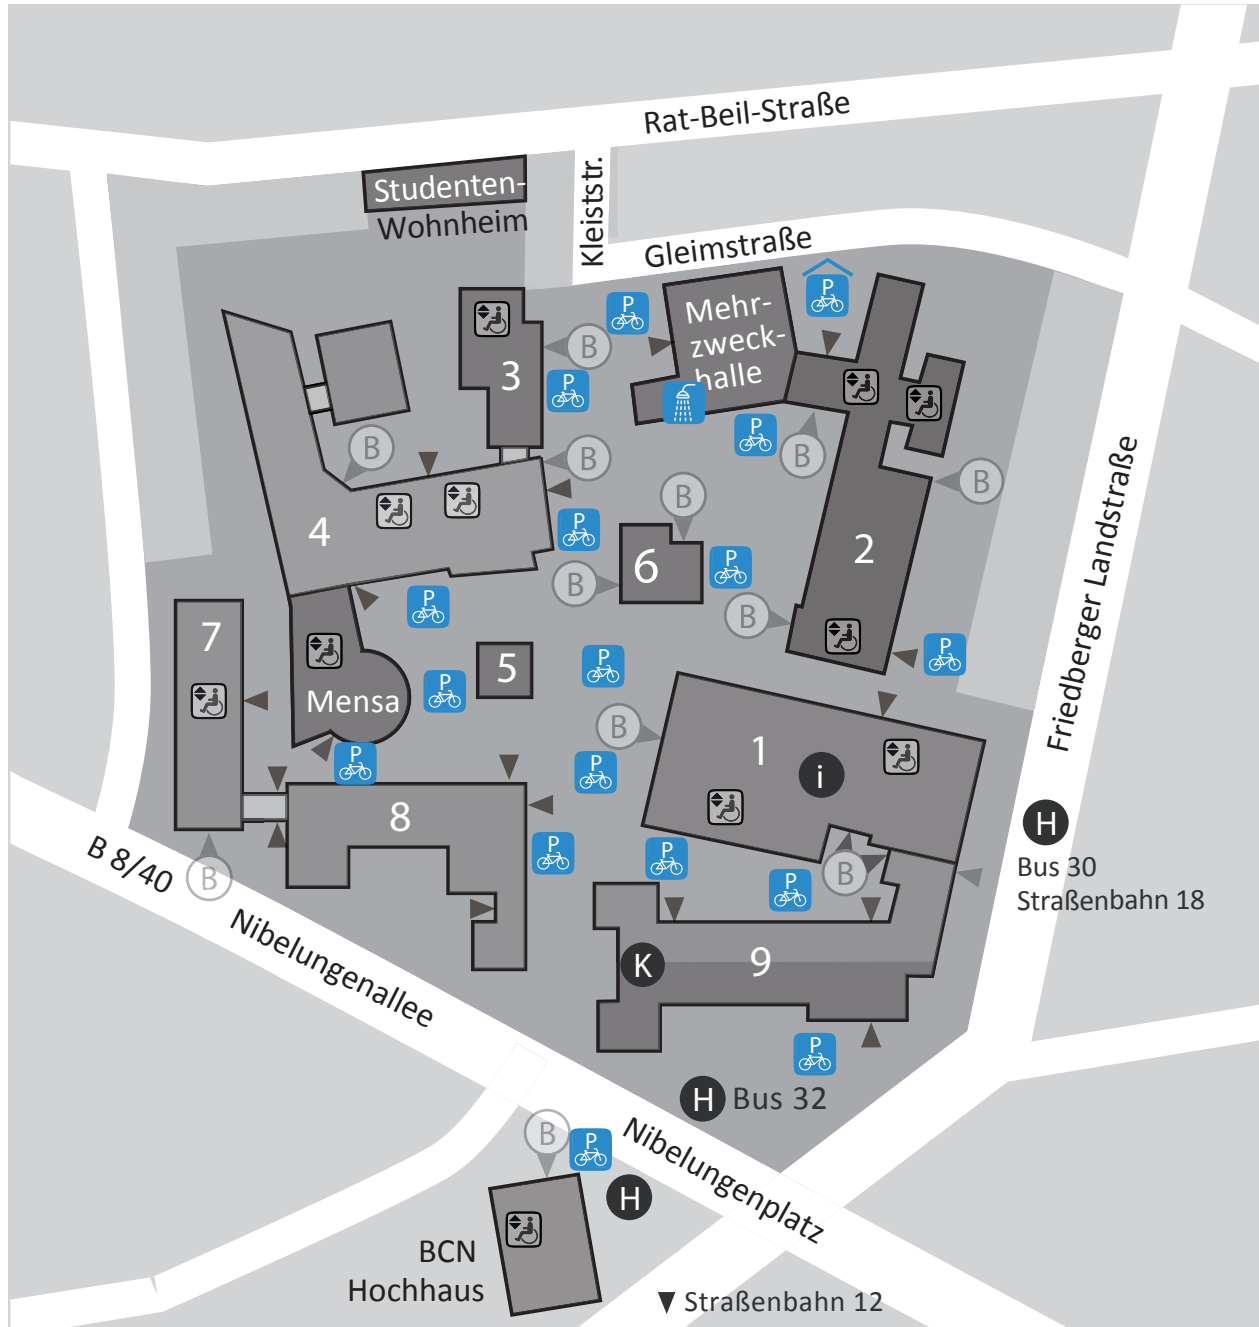 Rat-Beil-Straße
Studenten-
Wohnheim
Kleiststr.
Gleimstraße
P
P
Mehr-
zweck-
halle
B
3
P
P
B
B
B
B
B
4
P
2
6
P
B
P
B
7
5
P
P
P
Mensa
B
1
i
P
P
8
P
P
P
B
B
B 8/40
Nibelungenallee
Friedberger Landstraße
H
Bus 30
Straßenbahn 18
K
9
P
H Bus 32
B
P
H
Nibelungenplatz
BCN
Hochhaus
Straßenbahn 12